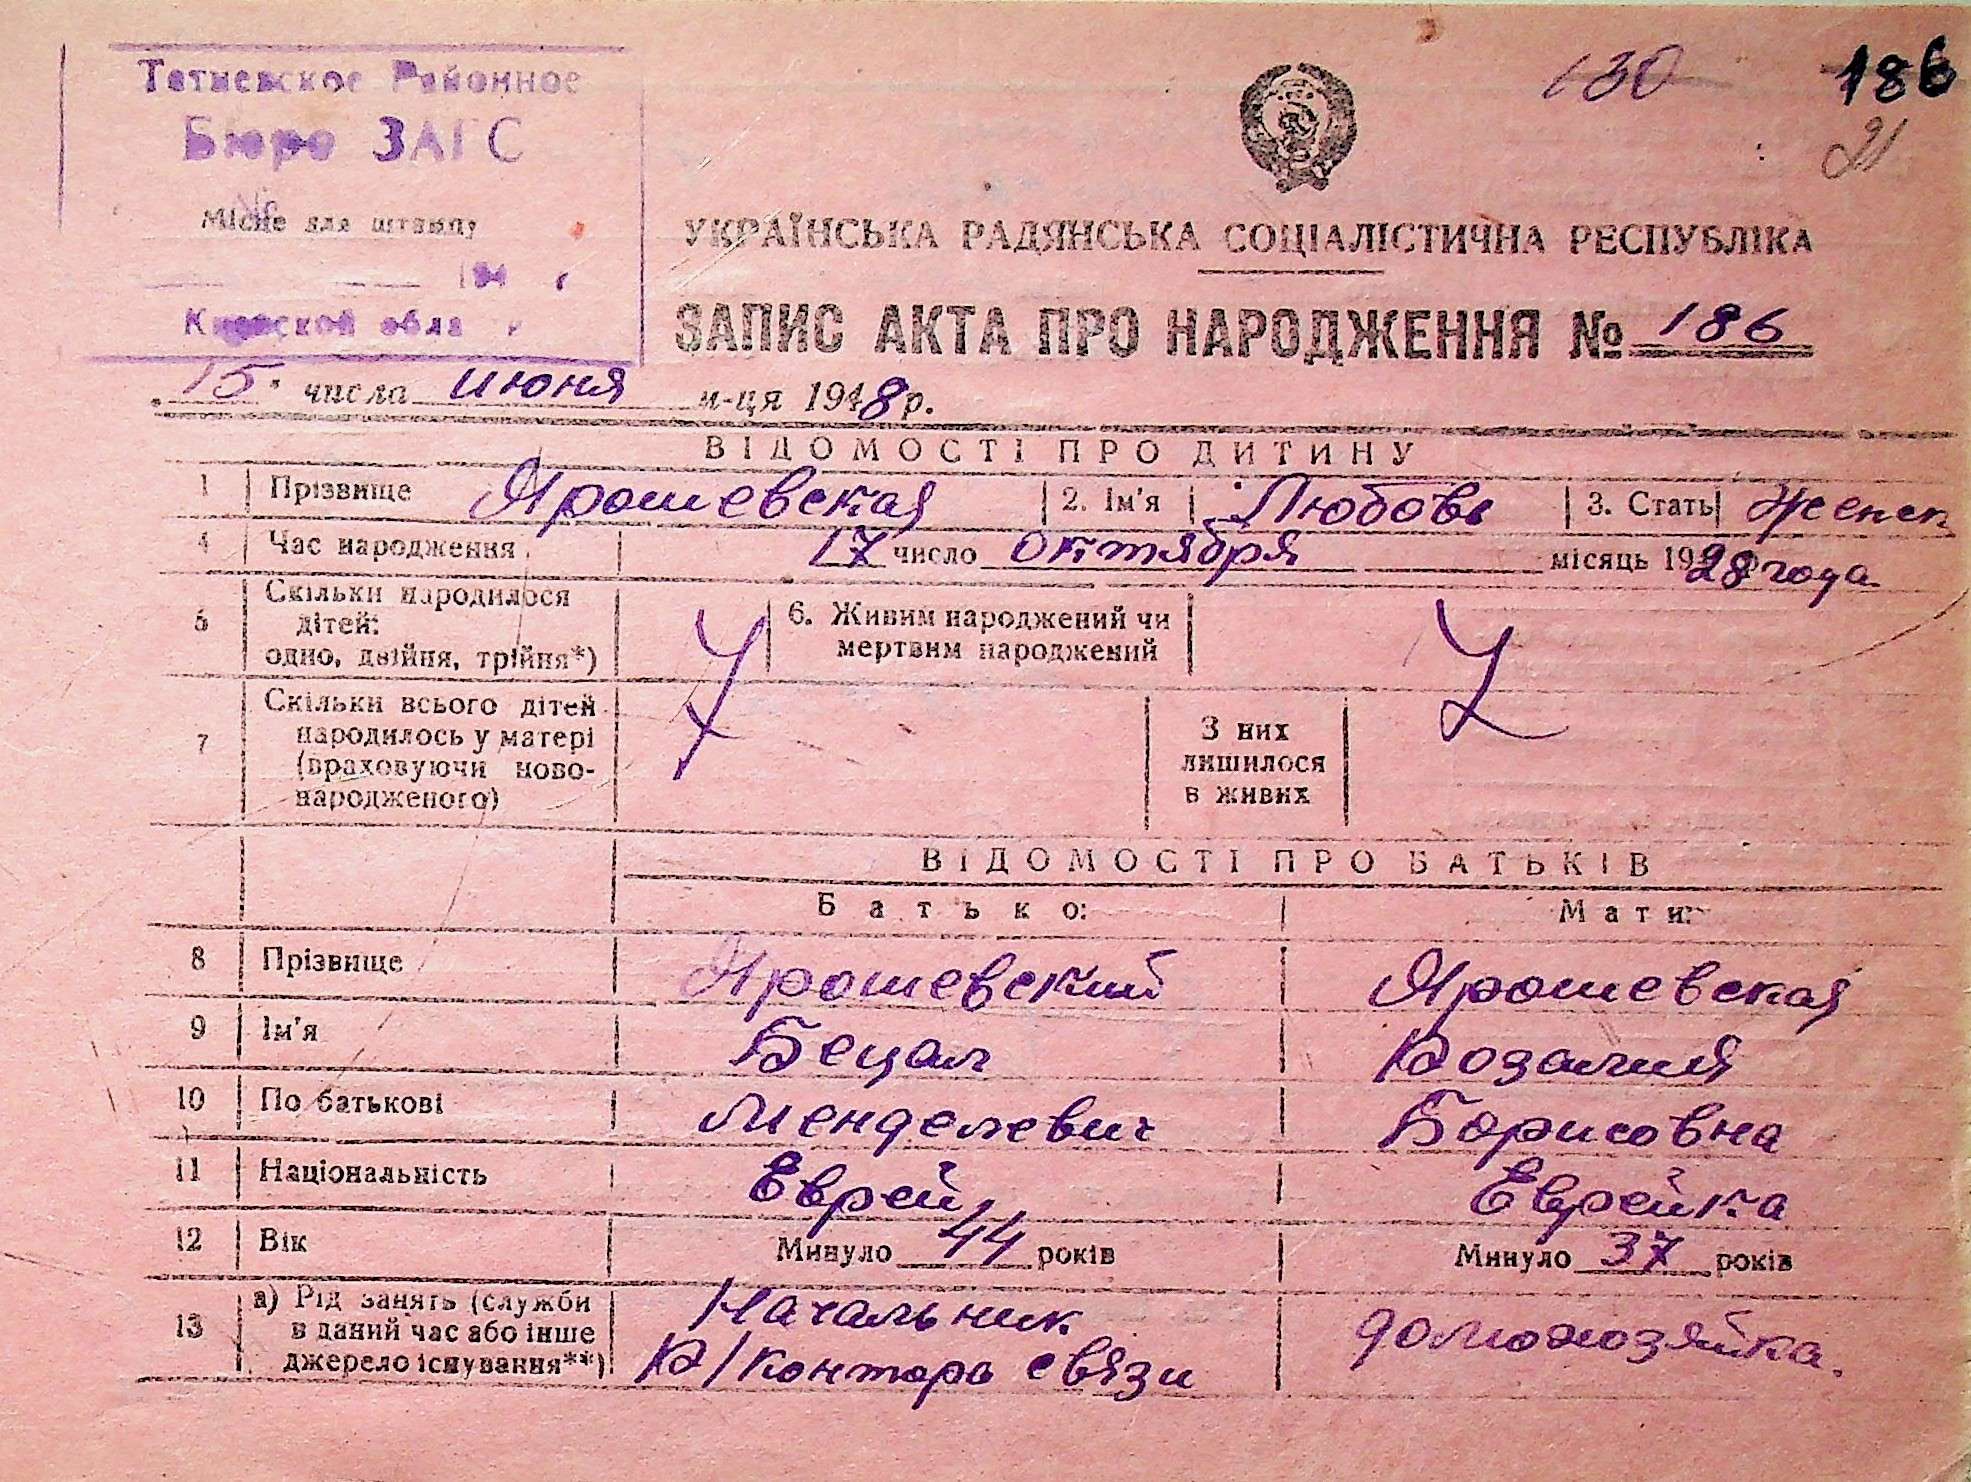 Тетиевское Районное
Бюро ЗАГС
Місце для штампу
194
Киевской обла
130 186
21
УКРАЇНСЬКА РАДЯНСЬКА СОЦІАЛІСТИЧНА РЕСПУБЛІКА
ЗАПИС АКТА ПРО НАРОДЖЕННЯ № 186
„15" числа июня м-ця 1948 р.
ВІДОМОСТІ ПРО ДИТИНУ
1 Прізвище Ярошевская 2. Ім'я Любовь 3. Стать Женск
4 Час народження 17 число октября місяць 1928 года
5 Скільки народилося
дітей:
одно, двійня, трійня*)
6. Живим народжений чи
мертвим народжений
7 Скільки всього дітей
народилось у матері
(враховуючи ново-
народженого)
З них
лишилося
в живих
ВІДОМОСТІ ПРО БАТЬКІВ
Батько: Мати:
8 Прізвище Ярошевский Ярошевская
9 Ім'я Бецал Розалия
10 По батькові Менделевич Борисовна
11 Національність Еврей Еврейка
12 Вік Минуло 44 років Минуло 37 років
13 а) Рід занять (служби
в даний час або інше
джерело існування**)
Начальник
Р/Конторы связи
домохозяйка.